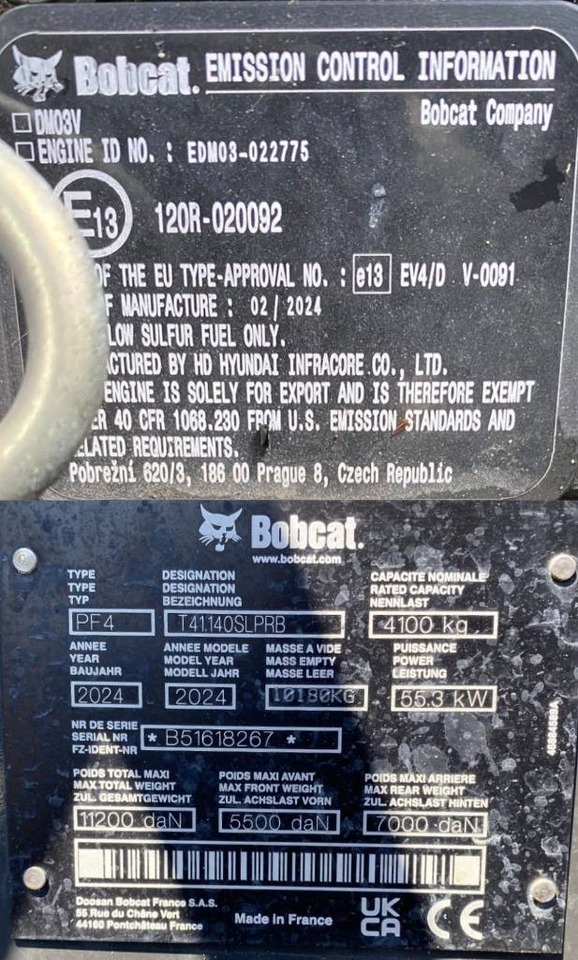 Bobcat. EMISSION CONTROL INFORMATION
Bobcat Company
DM03V
ENGINE ID NO. : EDM03-022775
E13 120R-020092
OF THE EU TYPE-APPROVAL NO. : e13 EV4/D V-0091
MANUFACTURE : 02/2024
LOW SULFUR FUEL ONLY.
BY HD HYUNDAI INFRACORE CO., LTD.
ENGINE IS SOLELY FOR EXPORT AND IS THEREFORE EXEMPT
40 CFR 1068.230 FROM U.S. EMISSION STANDARDS AND
REQUIREMENTS.
Pobrežní 620/3, 186 00 Prague 8, Czech Republic
Bobcat.
www.bobcat.com
TYPE DESIGNATION CAPACITE NOMINALE
TYPE DESIGNATION RATED CAPACITY
TYP BEZEICHNUNG NENNLAST
PF4 T41.140SLPRB 4100 kg
ANNEE ANNEE MODELE MASSE A VIDE PUISSANCE
YEAR MODEL YEAR MASS EMPTY POWER
BAUJAHR MODELL JAHR MASSE LEER LEISTUNG
2024 2024 10180KG 55.3 kW
NR DE SERIE
SERIAL NR
FZ-IDENT-NR
* B51618267 *
POIDS TOTAL MAXI POIDS MAXI AVANT POIDS MAXI ARRIERE
MAX TOTAL WEIGHT MAX FRONT WEIGHT MAX REAR WEIGHT
ZUL. GESAMTGEWICHT ZUL. ACHSLAST VORN ZUL. ACHSLAST HINTEN
11200 daN 5500 daN 7000 daN
Doosan Bobcat France S.A.S.
55 Rue du Chêne Vert
44160 Pontchâteau France
Made in France
UK
CA
CE